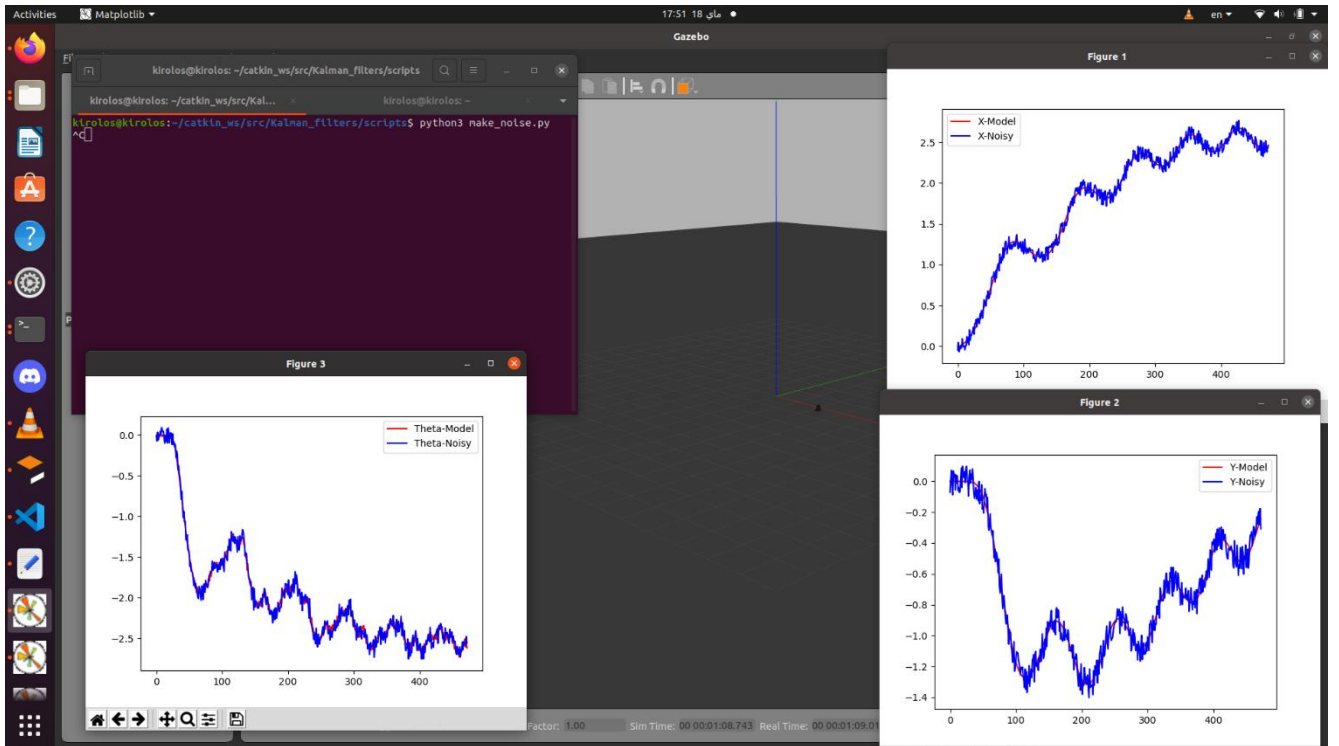 Activities Matplotlib 17:51 18 ماي en
Gazebo
kirolos@kirolos: ~/catkin_ws/src/Kalman_filters/scripts
kirolos@kirolos: ~/catkin_ws/src/Kal... kirolos@kirolos: ~
kirolos@kirolos:~/catkin_ws/src/Kalman_filters/scripts$ python3 make_noise.py
^C
Figure 1
X-Model
X-Noisy
2.5
2.0
1.5
1.0
0.5
0.0
0 100 200 300 400
Figure 3
Theta-Model
Theta-Noisy
0.0
−0.5
−1.0
−1.5
−2.0
−2.5
0 100 200 300 400
Figure 2
Y-Model
Y-Noisy
0.0
−0.2
−0.4
−0.6
−0.8
−1.0
−1.2
−1.4
0 100 200 300 400
Factor: 1.00 Sim Time: 00 00:01:08.743 Real Time: 00 00:01:09.01